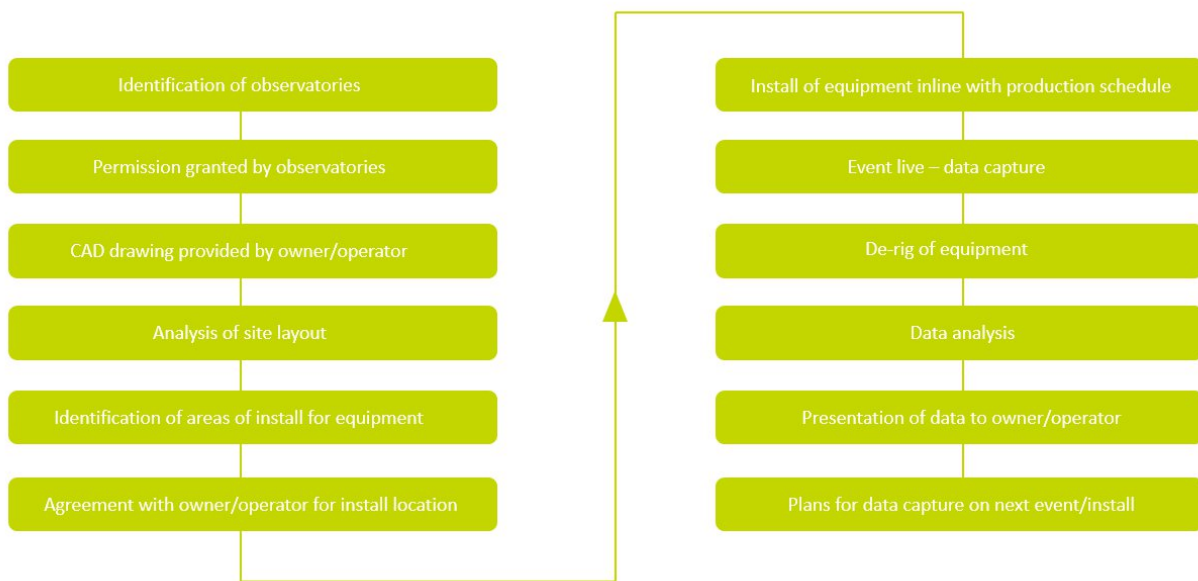 Identification of observatories
Permission granted by observatories
CAD drawing provided by owner/operator
Analysis of site layout
Identification of areas of install for equipment
Agreement with owner/operator for install location
Install of equipment inline with production schedule
Event live – data capture
De-rig of equipment
Data analysis
Presentation of data to owner/operator
Plans for data capture on next event/install